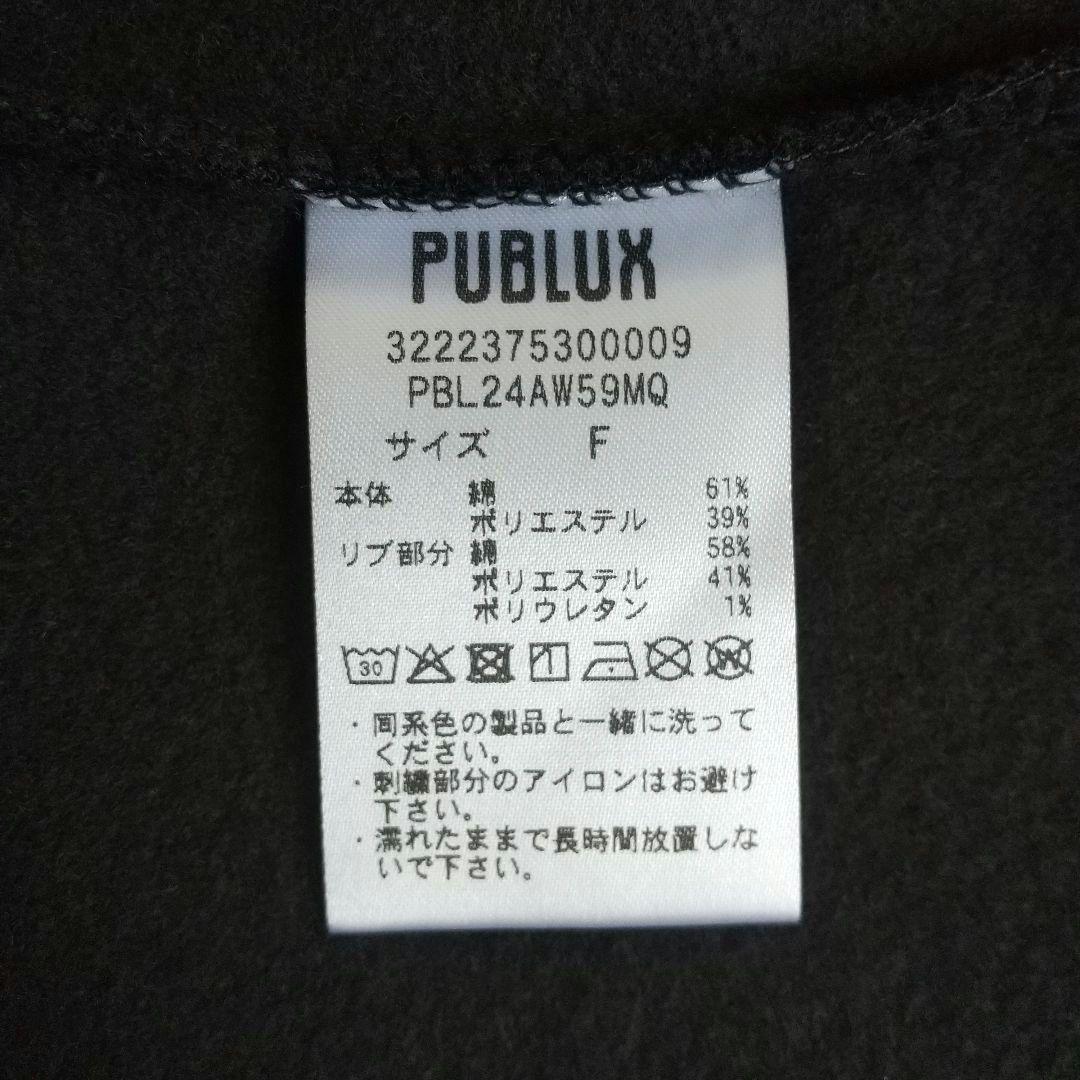 PUBLUX
3222375300009
PBL24AW59MQ
サイズ F
本体 綿 61%
ポリエステル 39%
リブ部分 綿 58%
ポリエステル 41%
ポリウレタン 1%
30
W
・同系色の製品と一緒に洗って
ください。
・刺繍部分のアイロンはお避け
下さい。
・濡れたままで長時間放置しな
いで下さい。